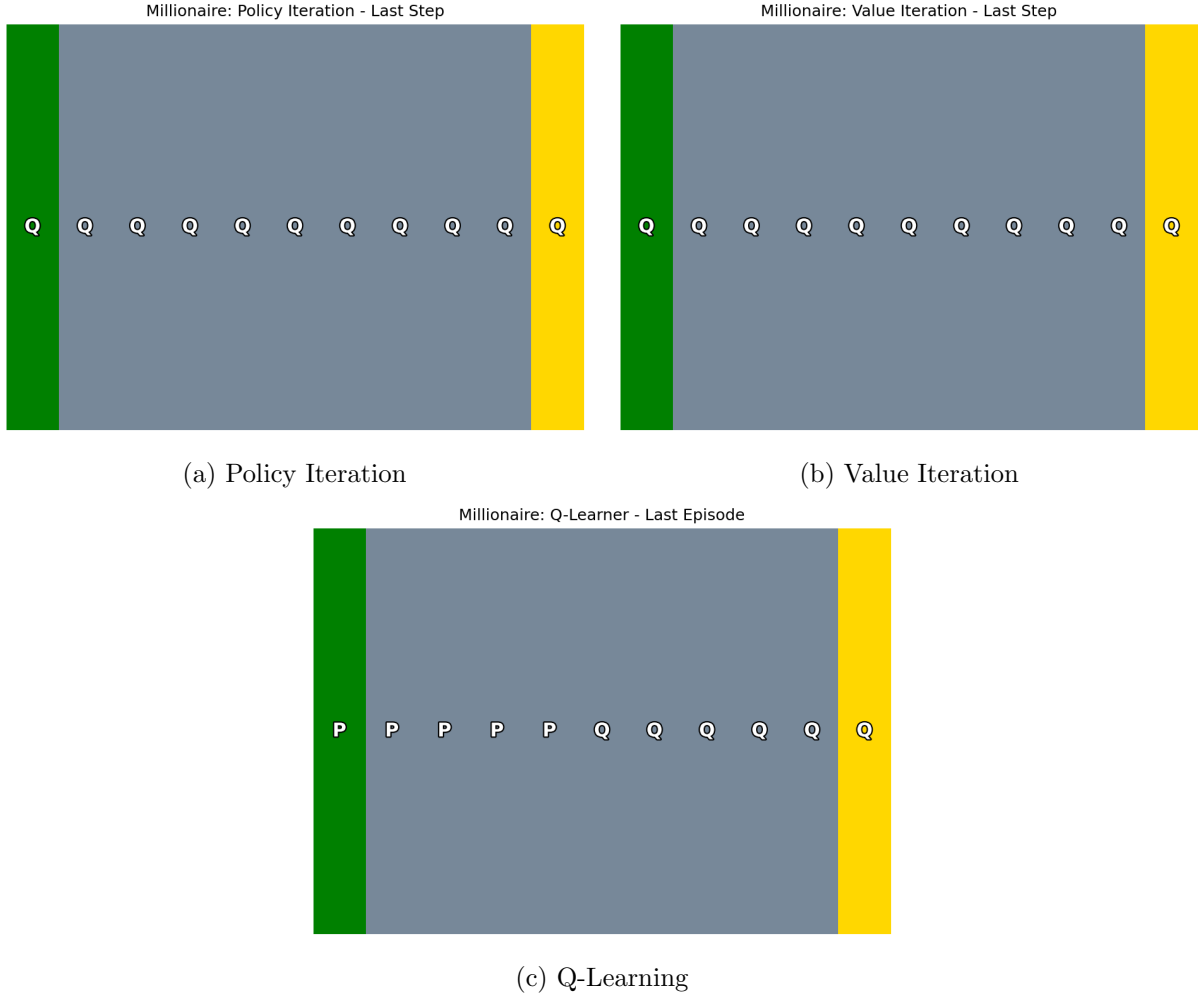 Millionaire: Policy Iteration - Last Step
Q Q Q Q Q Q Q Q Q Q Q
(a) Policy Iteration
Millionaire: Value Iteration - Last Step
Q Q Q Q Q Q Q Q Q Q Q
(b) Value Iteration
Millionaire: Q-Learner - Last Episode
P P P P P Q Q Q Q Q Q
(c) Q-Learning